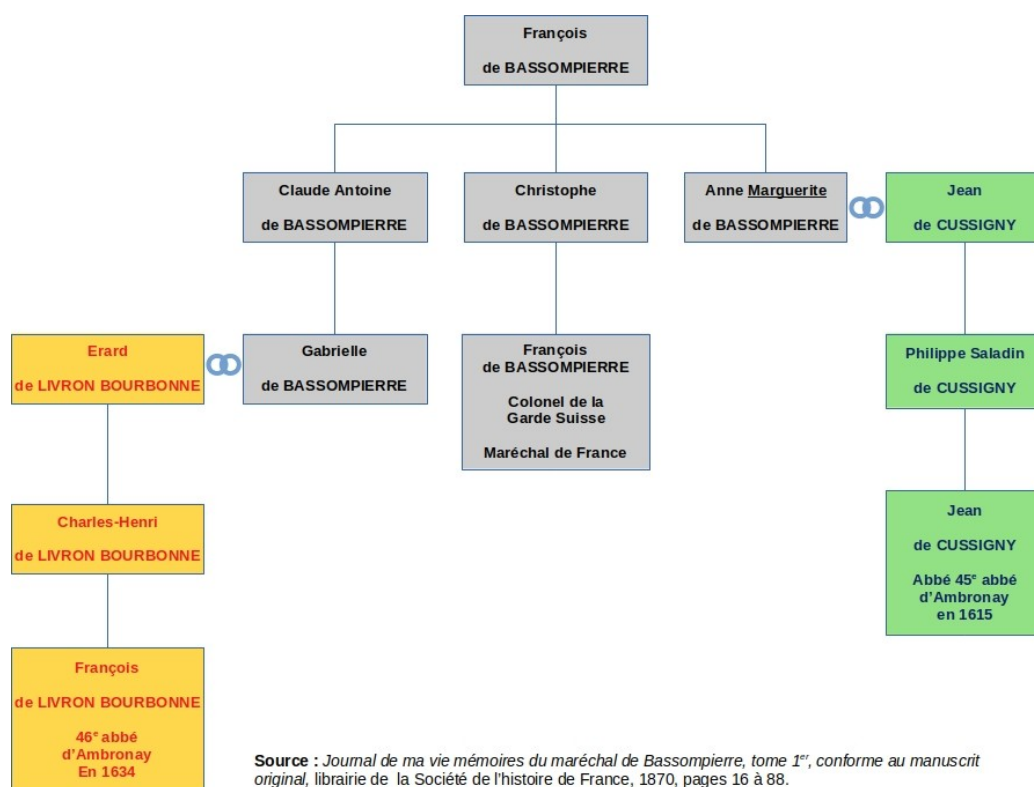 François
de BASSOMPIERRE
Claude Antoine
de BASSOMPIERRE
Christophe
de BASSOMPIERRE
Anne Marguerite
de BASSOMPIERRE
Jean
de CUSSIGNY
Erard
de LIVRON BOURBONNE
Gabrielle
de BASSOMPIERRE
François
de BASSOMPIERRE
Colonel de la
Garde Suisse
Maréchal de France
Philippe Saladin
de CUSSIGNY
Charles-Henri
de LIVRON BOURBONNE
Jean
de CUSSIGNY
Abbé 45e abbé
d’Ambronay
en 1615
François
de LIVRON BOURBONNE
46e abbé
d’Ambronay
En 1634
Source : Journal de ma vie mémoires du maréchal de Bassompierre, tome 1er, conforme au manuscrit
original, librairie de la Société de l’histoire de France, 1870, pages 16 à 88.